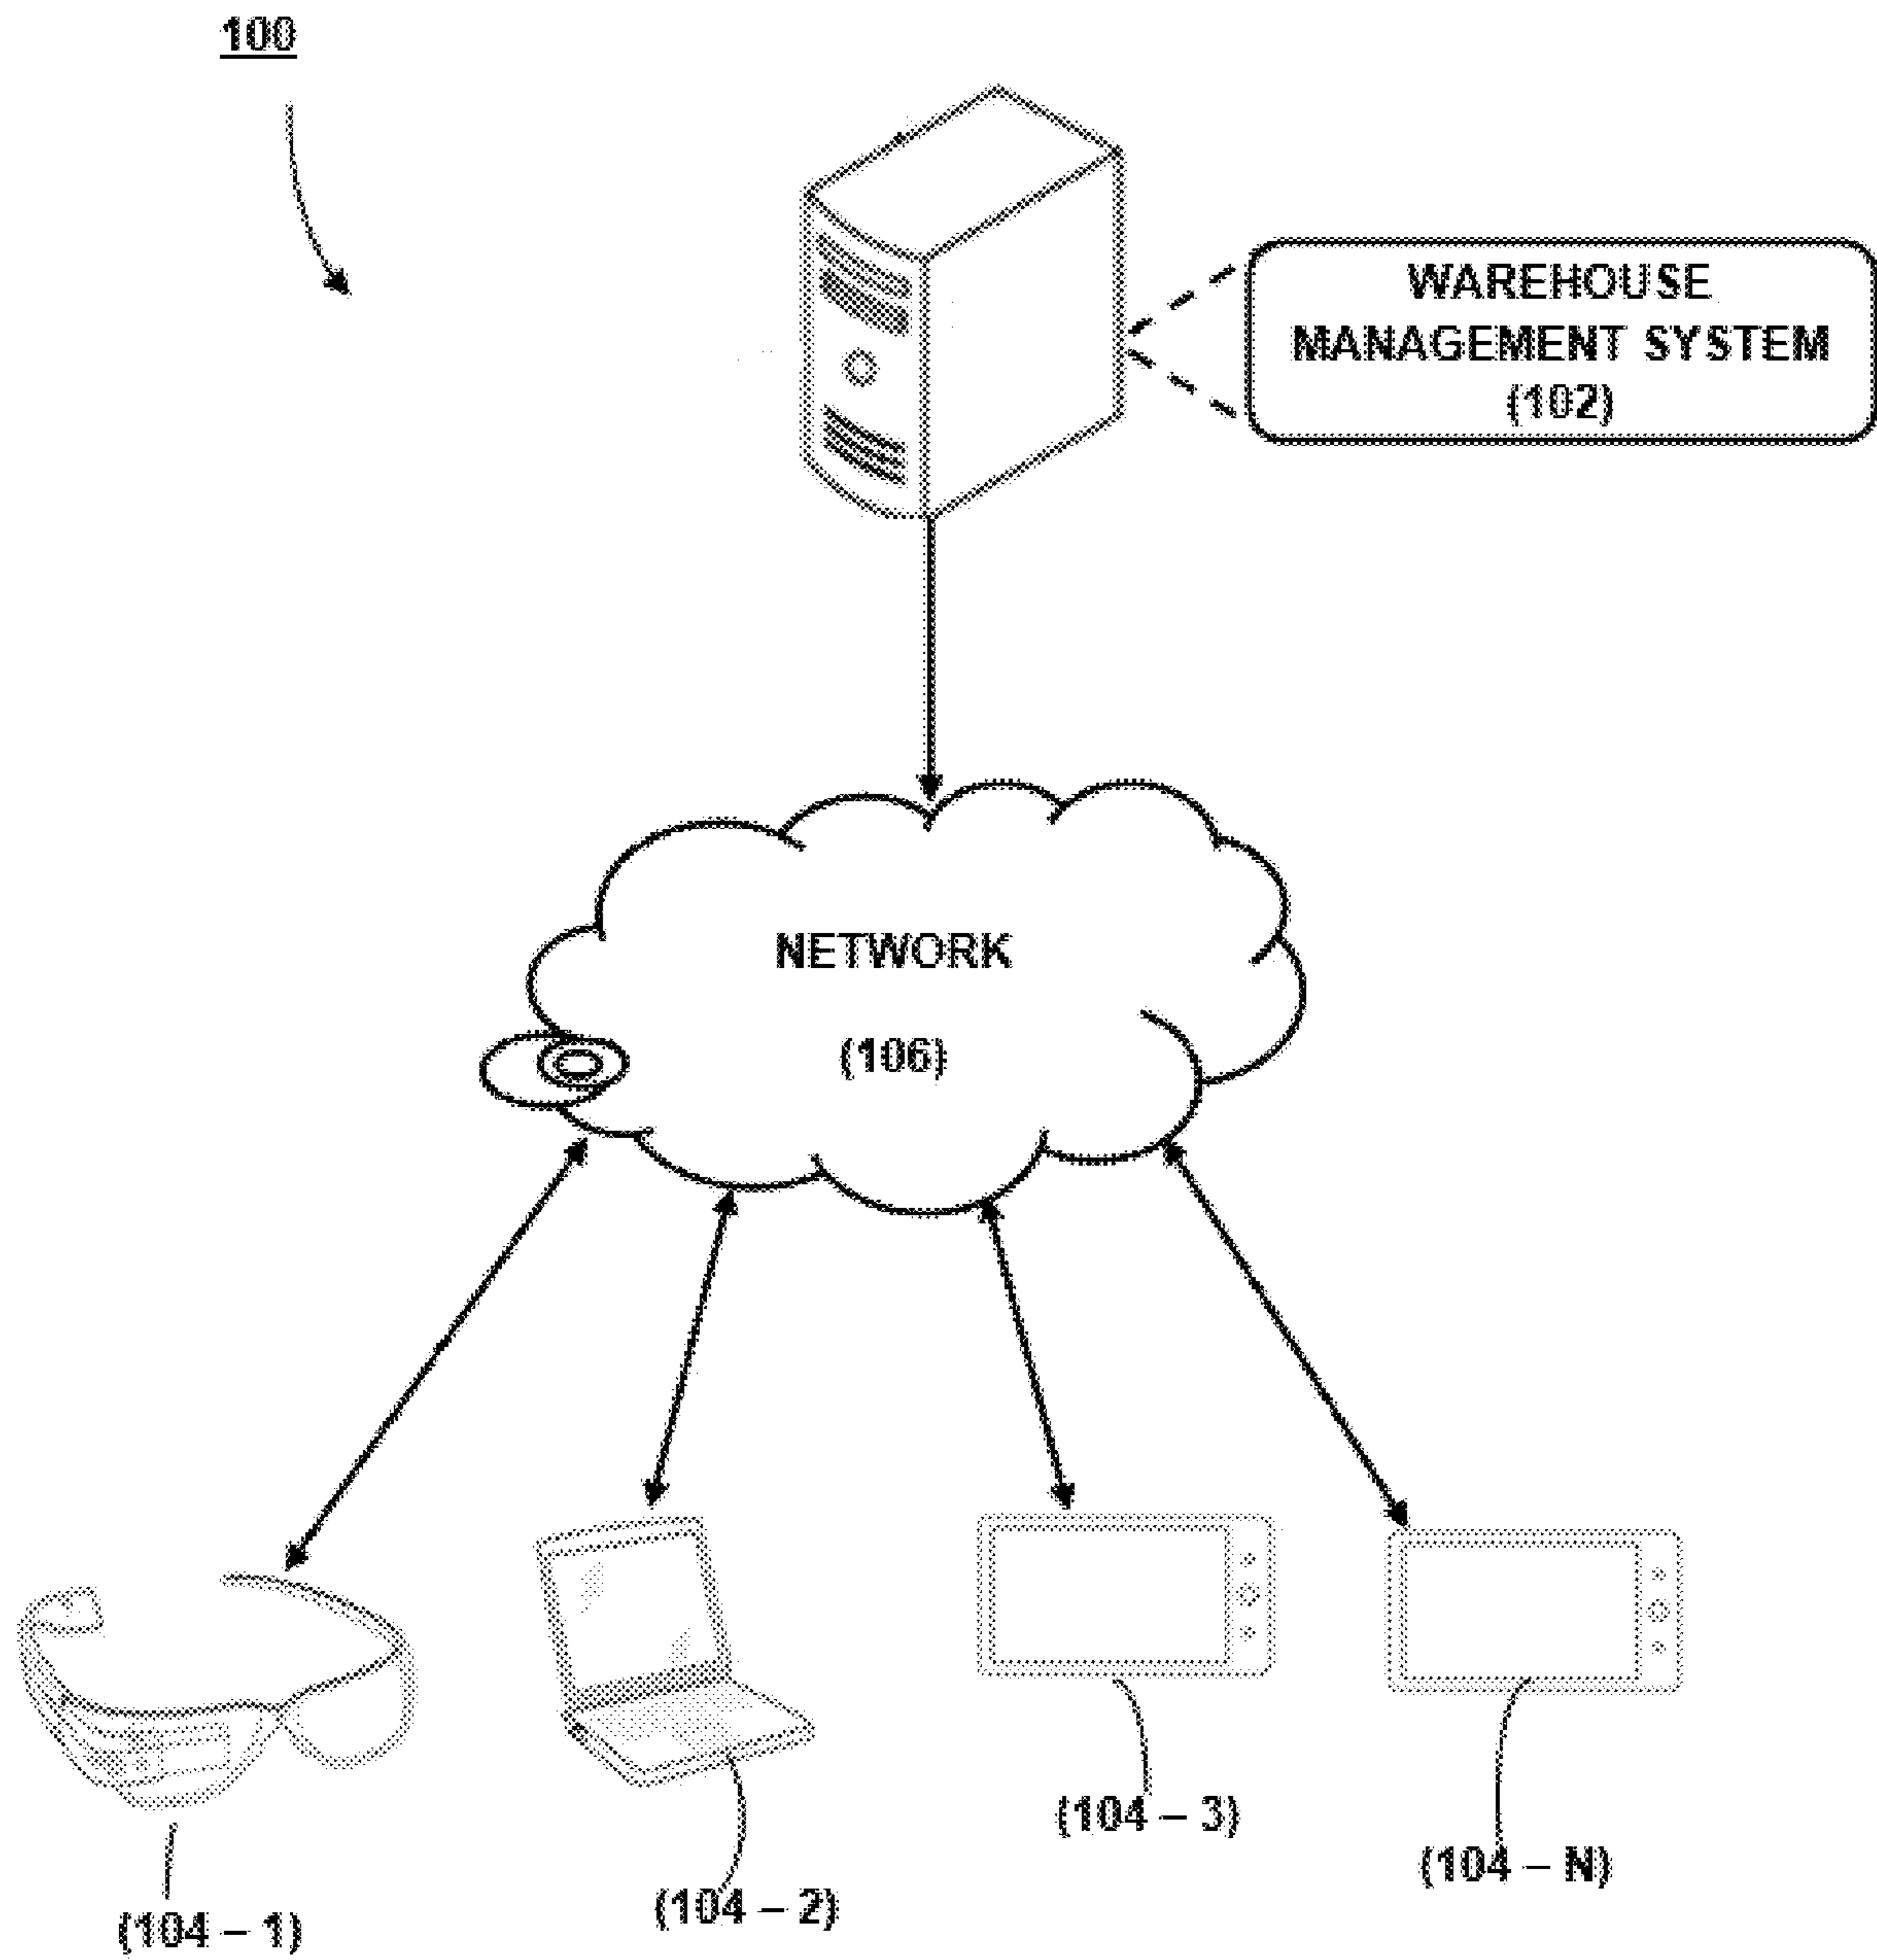 100
WAREHOUSE
MANAGEMENT SYSTEM
(102)
NETWORK
(106)
(104 – 1)
(104 – 2)
(104 – 3)
(104 – N)